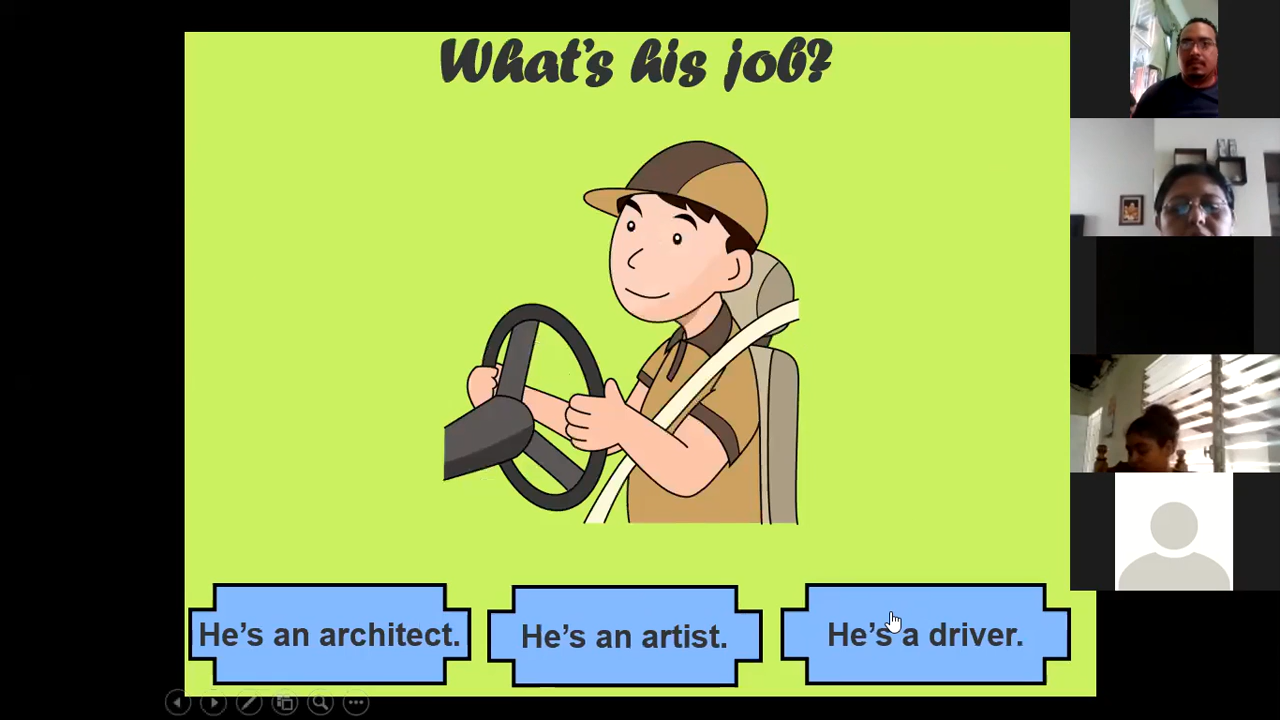 What's his job?
He's an architect.
He's an artist.
He's a driver.